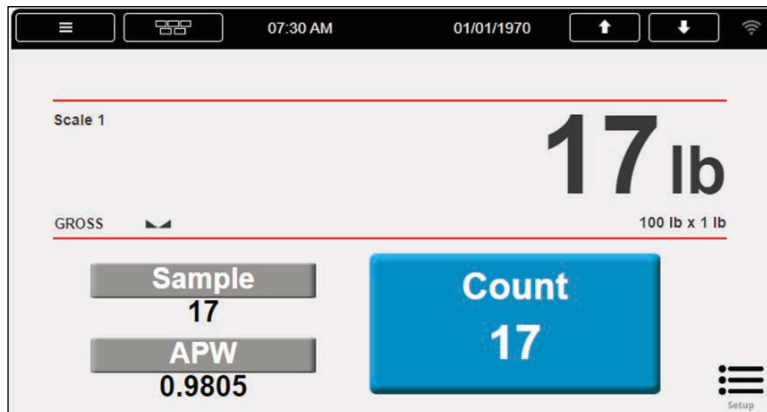 07:30 AM 01/01/1970
Scale 1
17 lb
GROSS 100 lb x 1 lb
Sample
17
APW
0.9805
Count
17
Setup